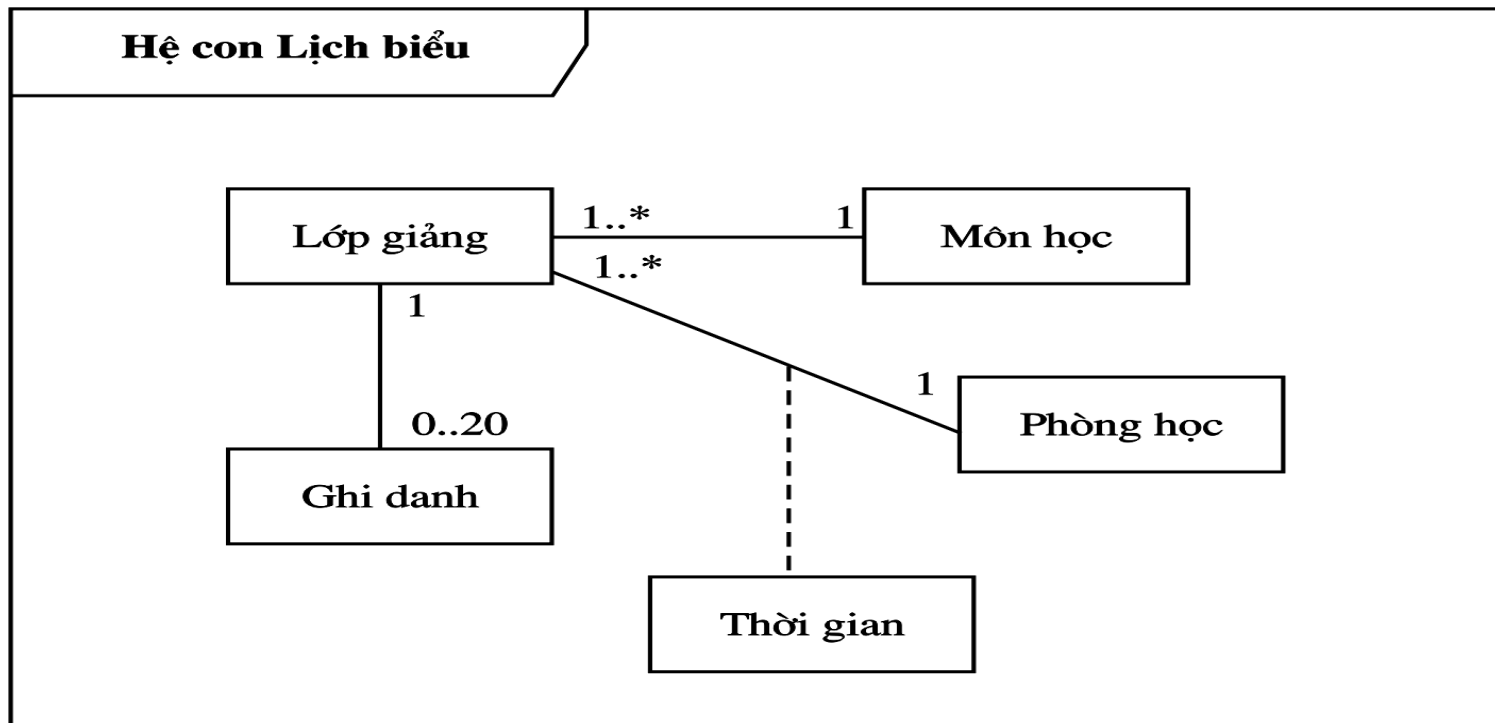 Hệ con Lịch biểu
Lớp giảng
1..*
1
Môn học
1..*
1
1
Phòng học
0..20
Ghi danh
Thời gian